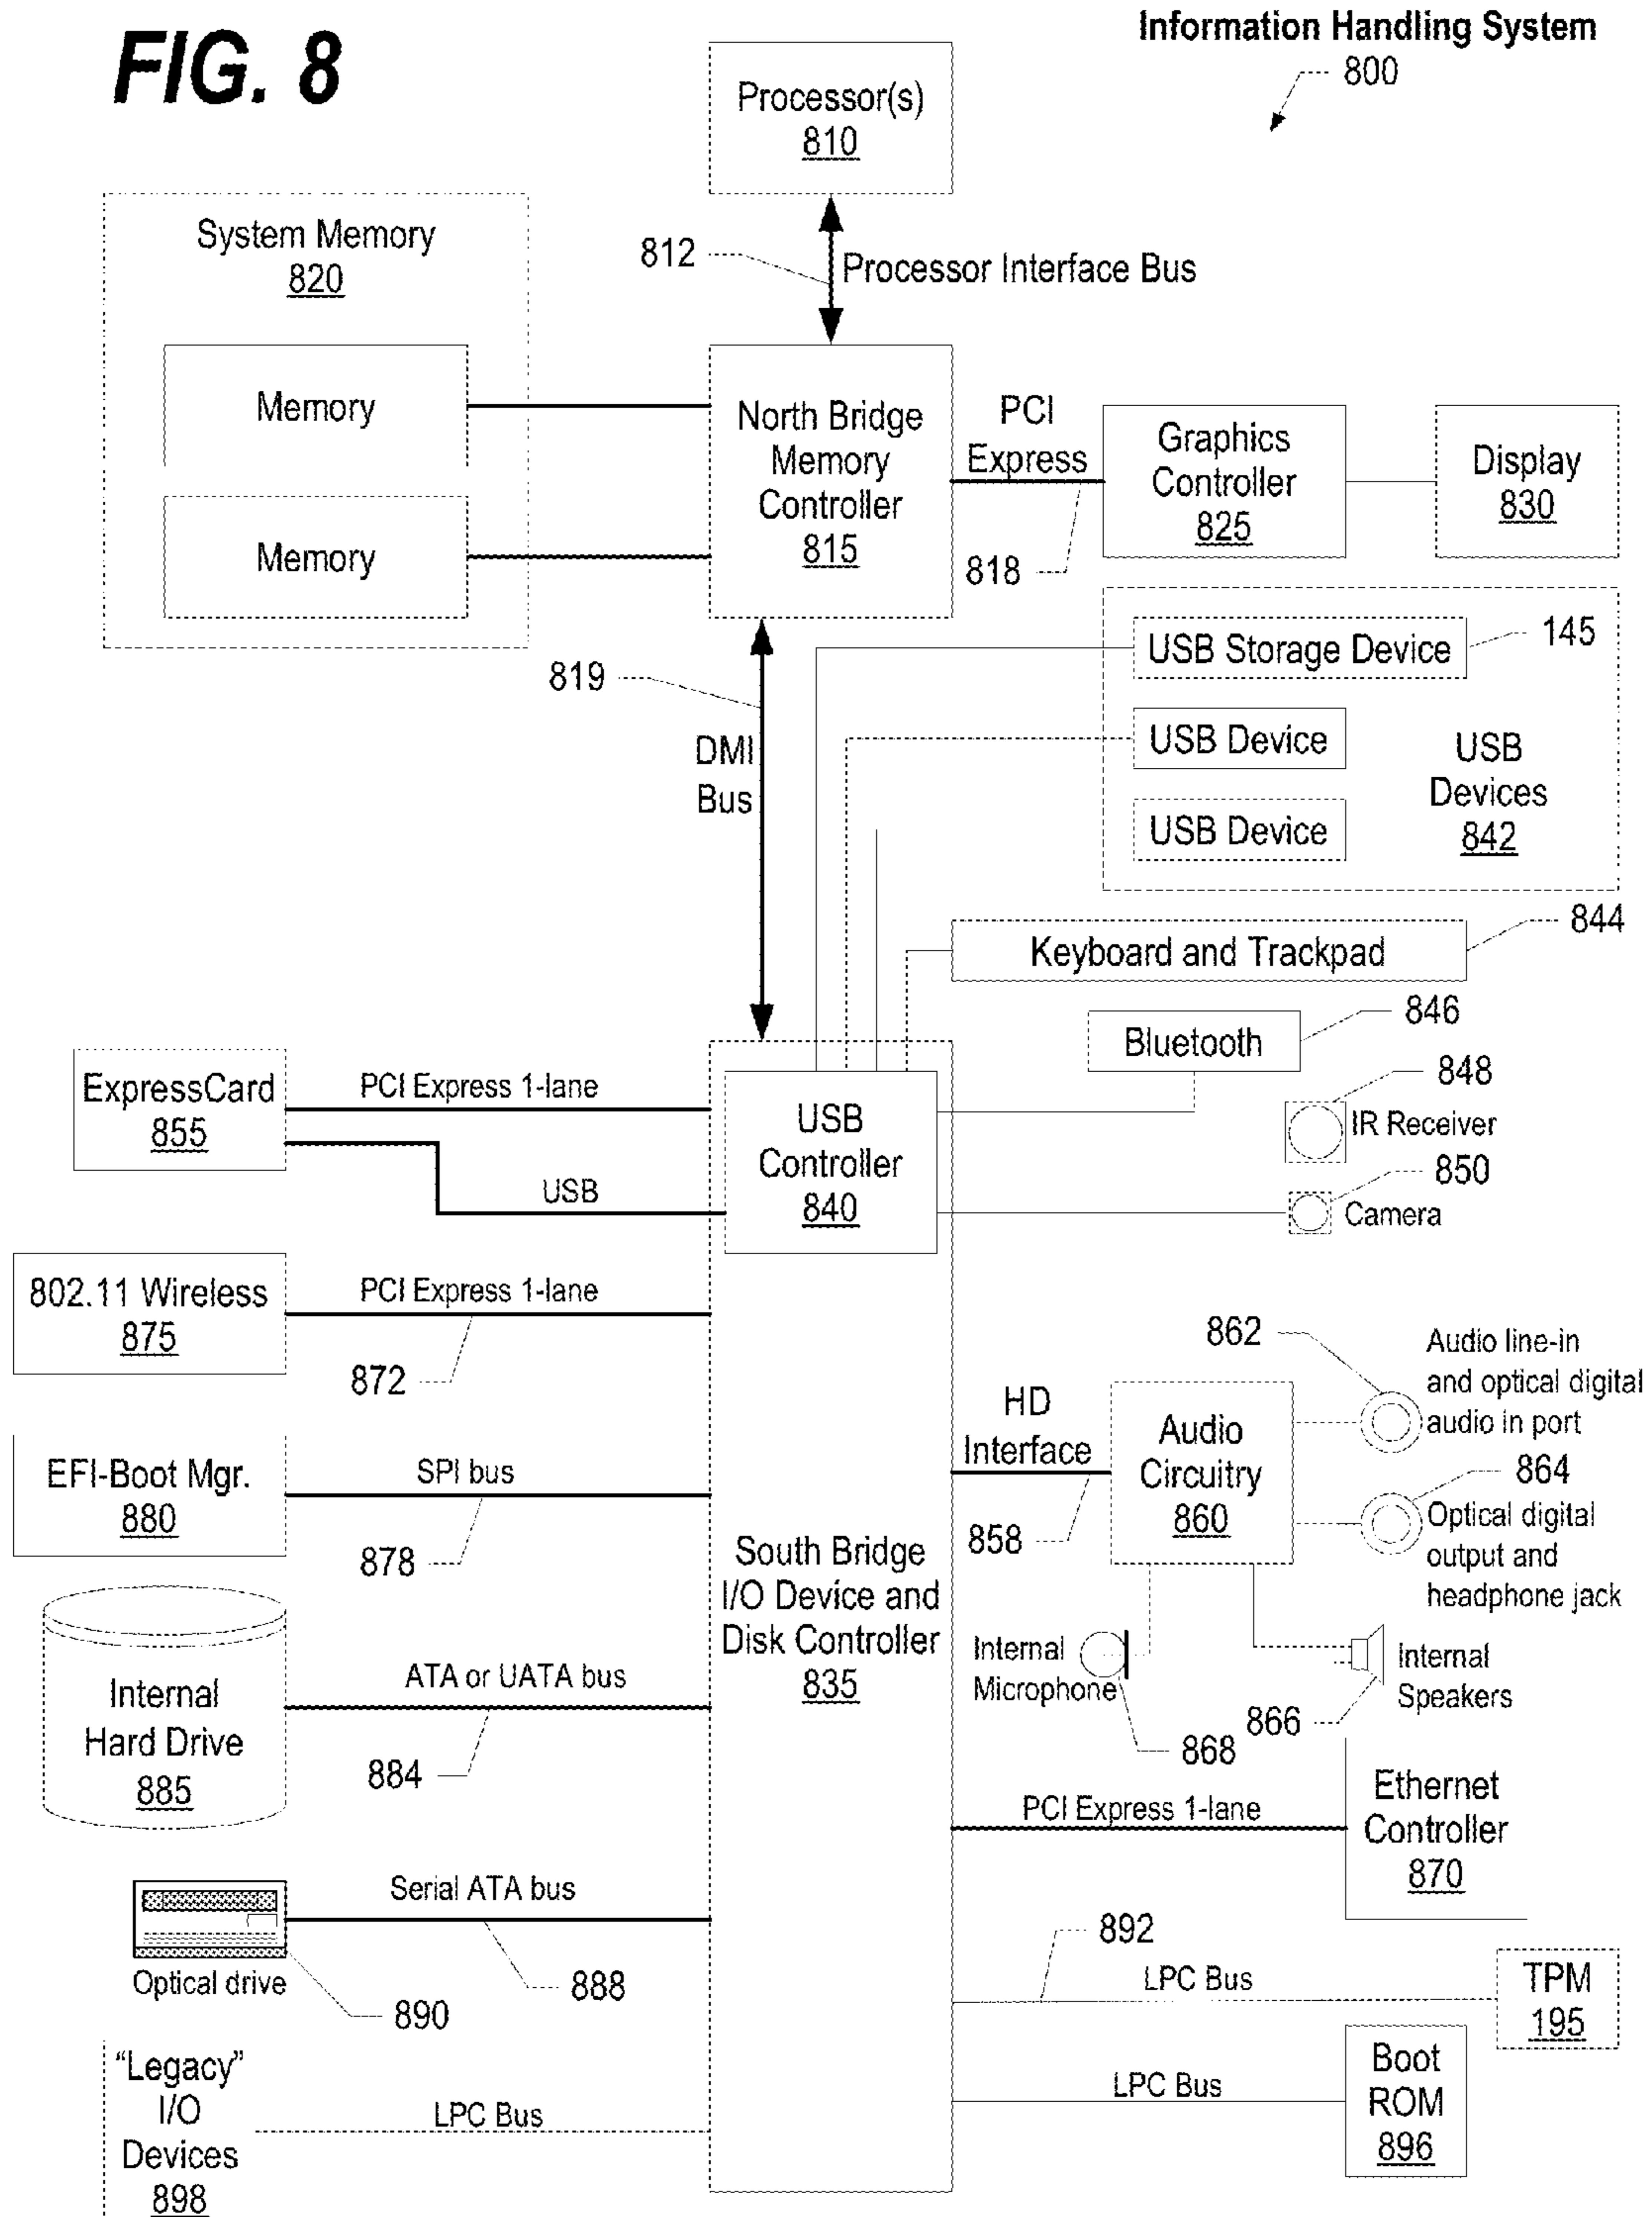 FIG. 8
Information Handling System
800
Processor(s)
810
System Memory
820
812
Processor Interface Bus
Memory
Memory
North Bridge
Memory
Controller
815
PCI
Express
818
Graphics
Controller
825
Display
830
819
DMI
Bus
USB Storage Device
145
USB Device
USB Device
USB
Devices
842
Keyboard and Trackpad
844
Bluetooth
846
848
IR Receiver
850
Camera
ExpressCard
855
PCI Express 1-lane
USB
USB
Controller
840
802.11 Wireless
875
PCI Express 1-lane
872
EFI-Boot Mgr.
880
SPI bus
878
HD
Interface
858
Audio
Circuitry
860
862
Audio line-in
and optical digital
audio in port
864
Optical digital
output and
headphone jack
South Bridge
I/O Device and
Disk Controller
835
Internal
Microphone
868
Internal
Speakers
866
Internal
Hard Drive
885
ATA or UATA bus
884
PCI Express 1-lane
Ethernet
Controller
870
Serial ATA bus
888
Optical drive
890
892
LPC Bus
TPM
195
LPC Bus
Boot
ROM
896
“Legacy”
I/O
Devices
898
LPC Bus